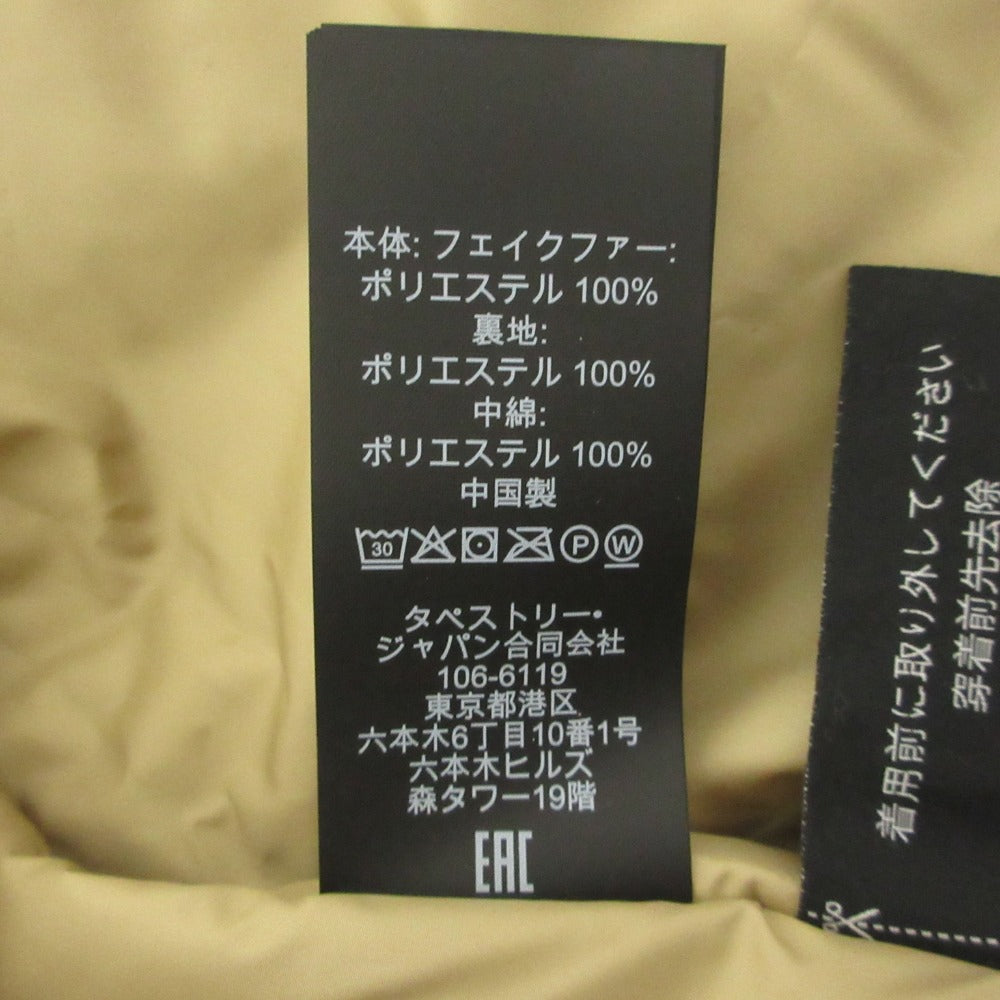 本体: フェイクファー:
ポリエステル 100%
裏地:
ポリエステル 100%
中綿:
ポリエステル 100%
中国製
30 P W
タペストリー・
ジャパン合同会社
106-6119
東京都港区
六本木6丁目10番1号
六本木ヒルズ
森タワー19階
EAC
着用前に取り外してください
穿着前先去除